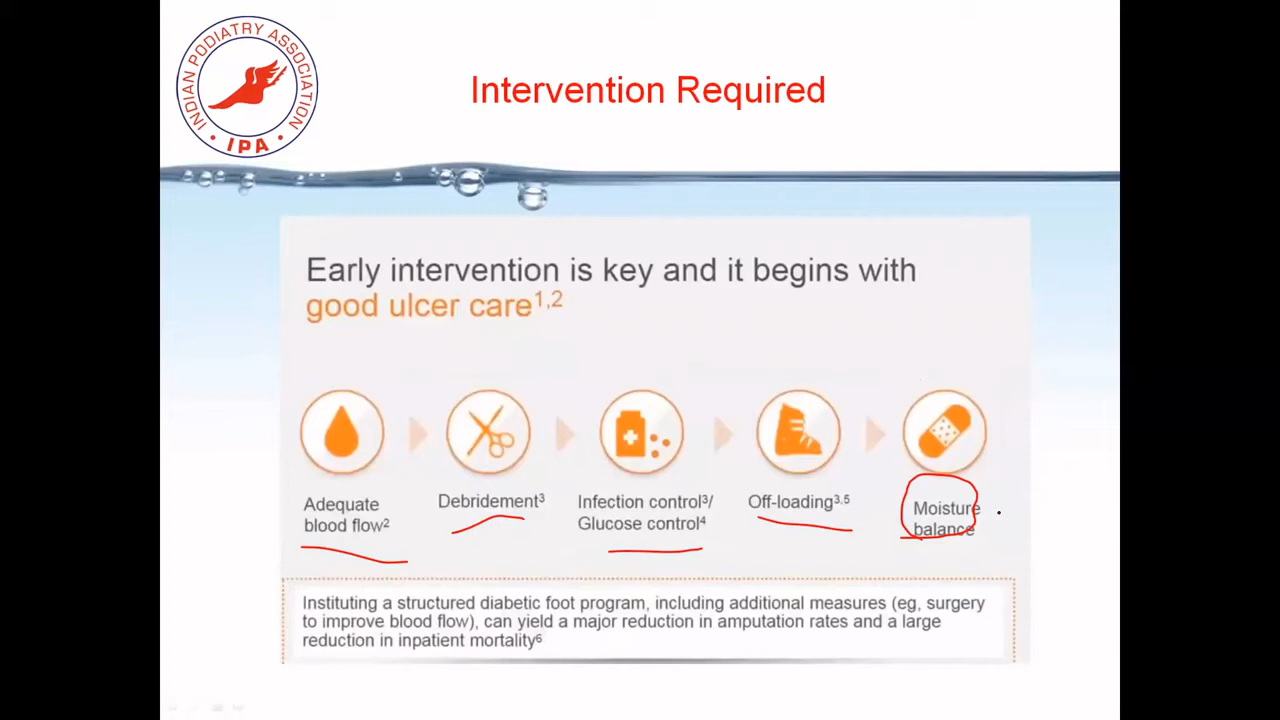 INDIAN PODIATRY ASSOCIATION
IPA
Intervention Required
Early intervention is key and it begins with
good ulcer care1,2
Adequate
blood flow2
Debridement3
Infection control3/
Glucose control4
Off-loading3.5
Moisture
balance
Instituting a structured diabetic foot program, including additional measures (eg, surgery
to improve blood flow), can yield a major reduction in amputation rates and a large
reduction in inpatient mortality6